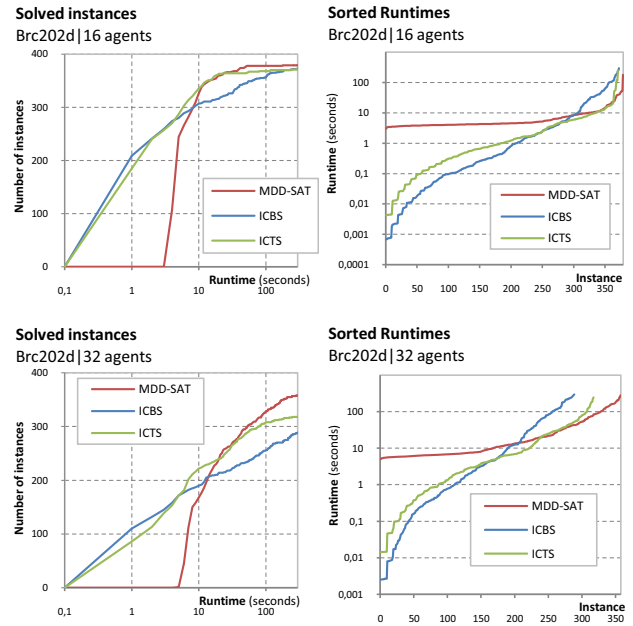 Solved instances
Brc202d|16 agents
Number of instances
400
300
200
100
0
0,1
1
10
100
Runtime (seconds)
MDD-SAT
ICBS
ICTS
Sorted Runtimes
Brc202d|16 agents
Runtime (seconds)
100
10
1
0,1
0,01
0,001
0,0001
0
50
100
150
200
250
300
350
Instance
MDD-SAT
ICBS
ICTS
Solved instances
Brc202d|32 agents
Number of instances
400
300
200
100
0
0,1
1
10
100
Runtime (seconds)
MDD-SAT
ICBS
ICTS
Sorted Runtimes
Brc202d|32 agents
Runtime (seconds)
100
10
1
0,1
0,01
0,001
0
50
100
150
200
250
300
350
Instance
MDD-SAT
ICBS
ICTS